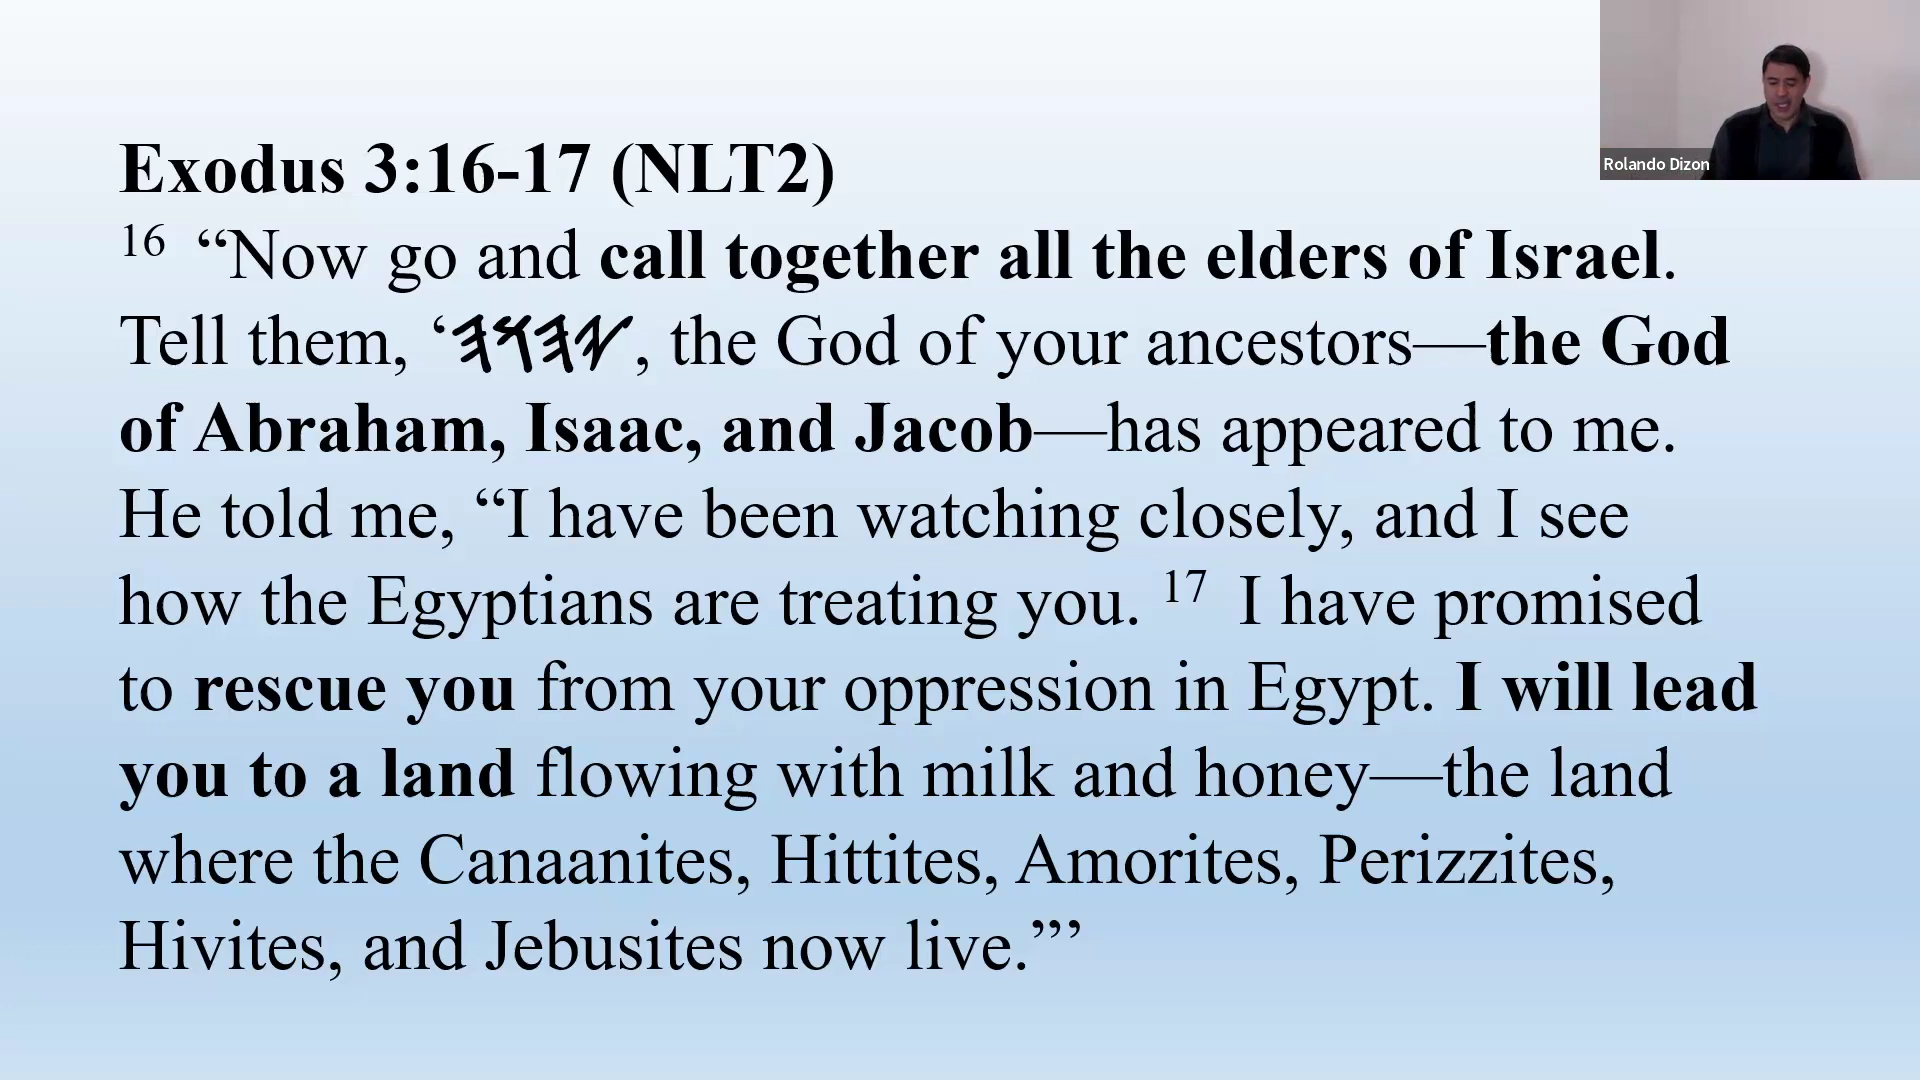 Exodus 3:16-17 (NLT2)
16 “Now go and call together all the elders of Israel.
Tell them, ‘𐤉𐤄𐤅𐤄, the God of your ancestors—the God
of Abraham, Isaac, and Jacob—has appeared to me.
He told me, “I have been watching closely, and I see
how the Egyptians are treating you. 17 I have promised
to rescue you from your oppression in Egypt. I will lead
you to a land flowing with milk and honey—the land
where the Canaanites, Hittites, Amorites, Perizzites,
Hivites, and Jebusites now live.”’
Rolando Dizon